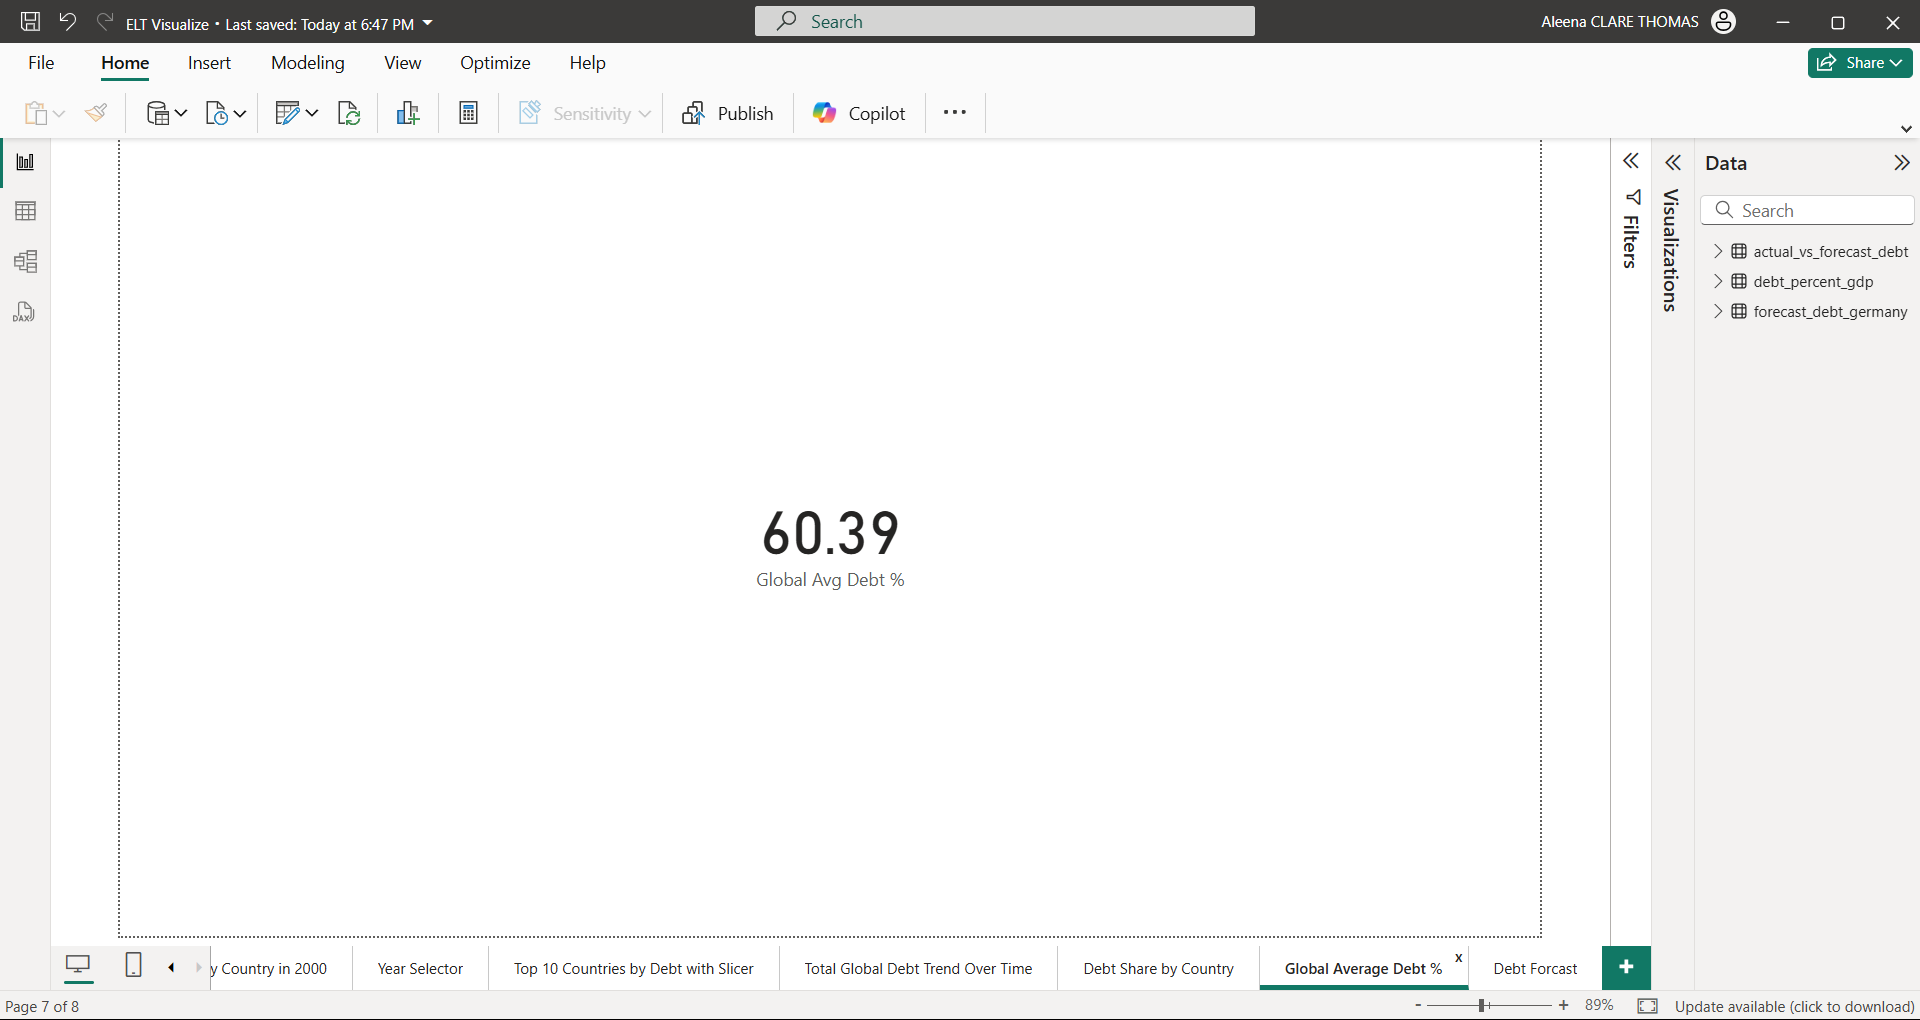 ELT Visualize • Last saved: Today at 6:47 PM
Search
Aleena CLARE THOMAS
File Home Insert Modeling View Optimize Help
Share
Sensitivity
Publish
Copilot
DAX
Filters
Visualizations
Data
Search
actual_vs_forecast_debt
debt_percent_gdp
forecast_debt_germany
60.39
Global Avg Debt %
y Country in 2000
Year Selector
Top 10 Countries by Debt with Slicer
Total Global Debt Trend Over Time
Debt Share by Country
Global Average Debt %
x
Debt Forcast
+
Page 7 of 8
- + 89%
Update available (click to download)